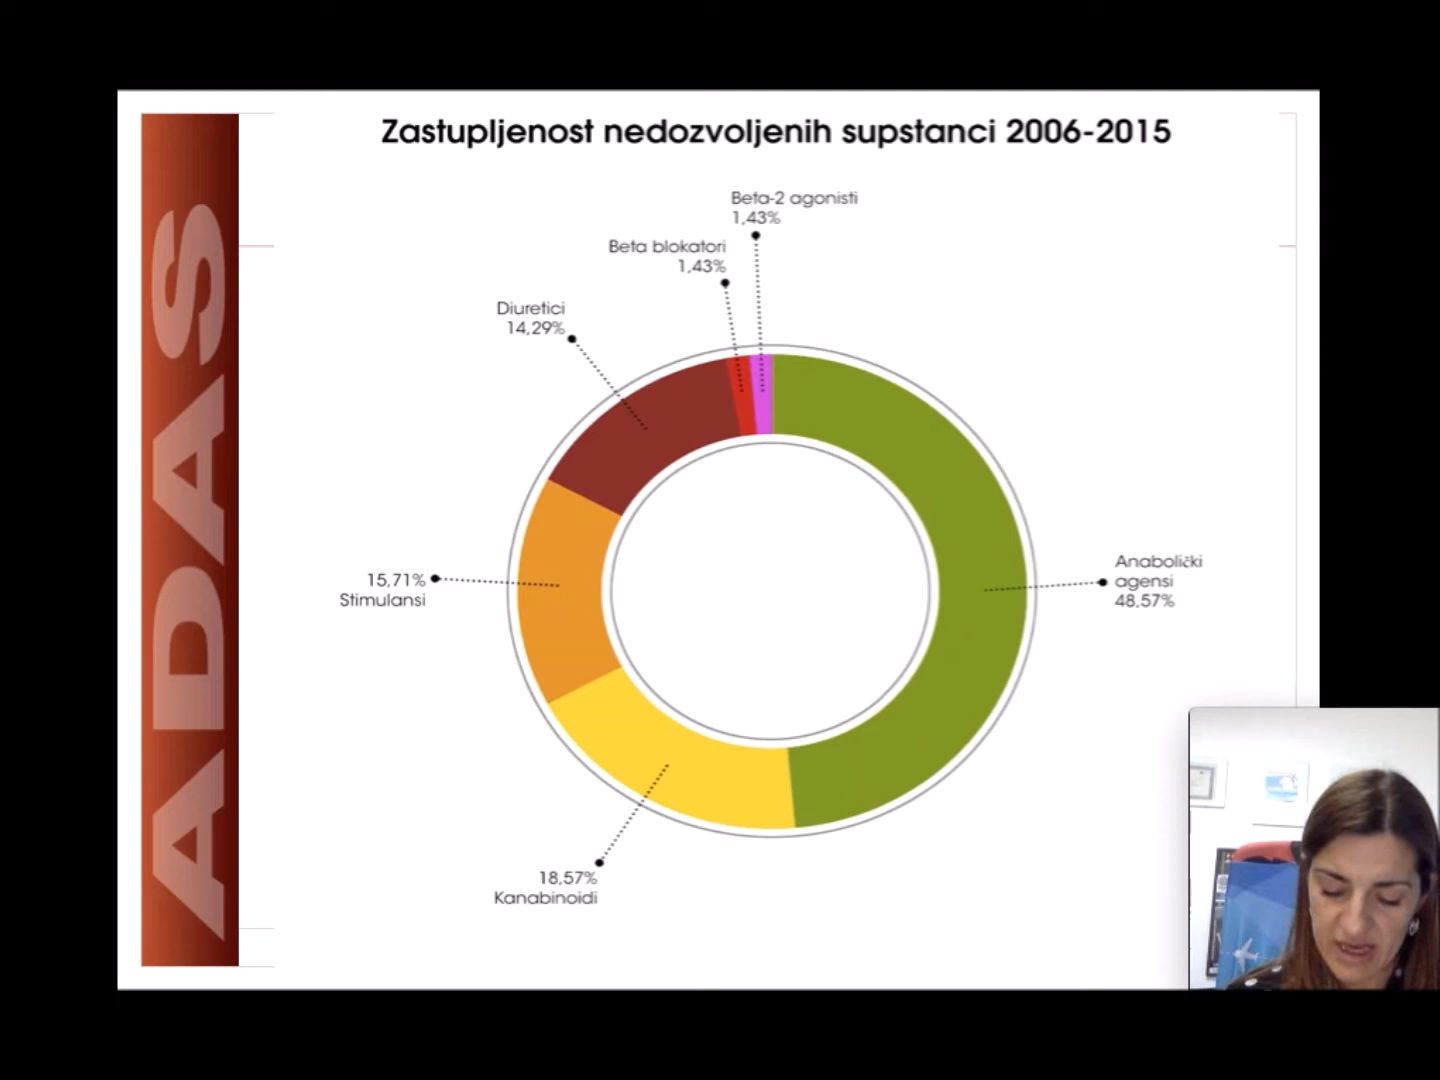 Zastupljenost nedozvoljenih supstanci 2006-2015
Beta-2 agonisti
1,43%
Beta blokatori
1,43%
Diuretici
14,29%
Anabolički
agensi
48,57%
15,71%
Stimulansi
18,57%
Kanabinoidi
ADAS